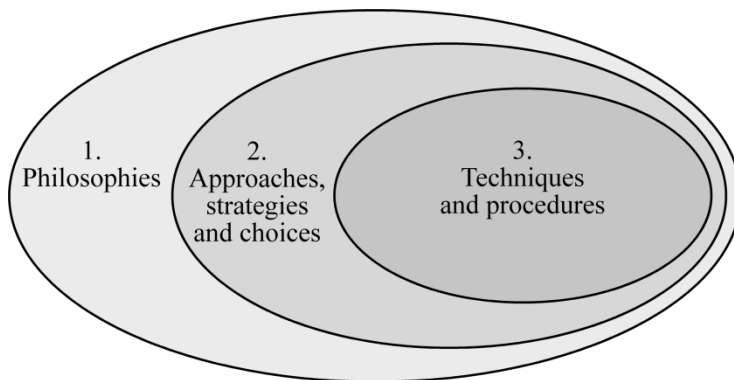 1.
Philosophies
2.
Approaches,
strategies
and choices
3.
Techniques
and procedures